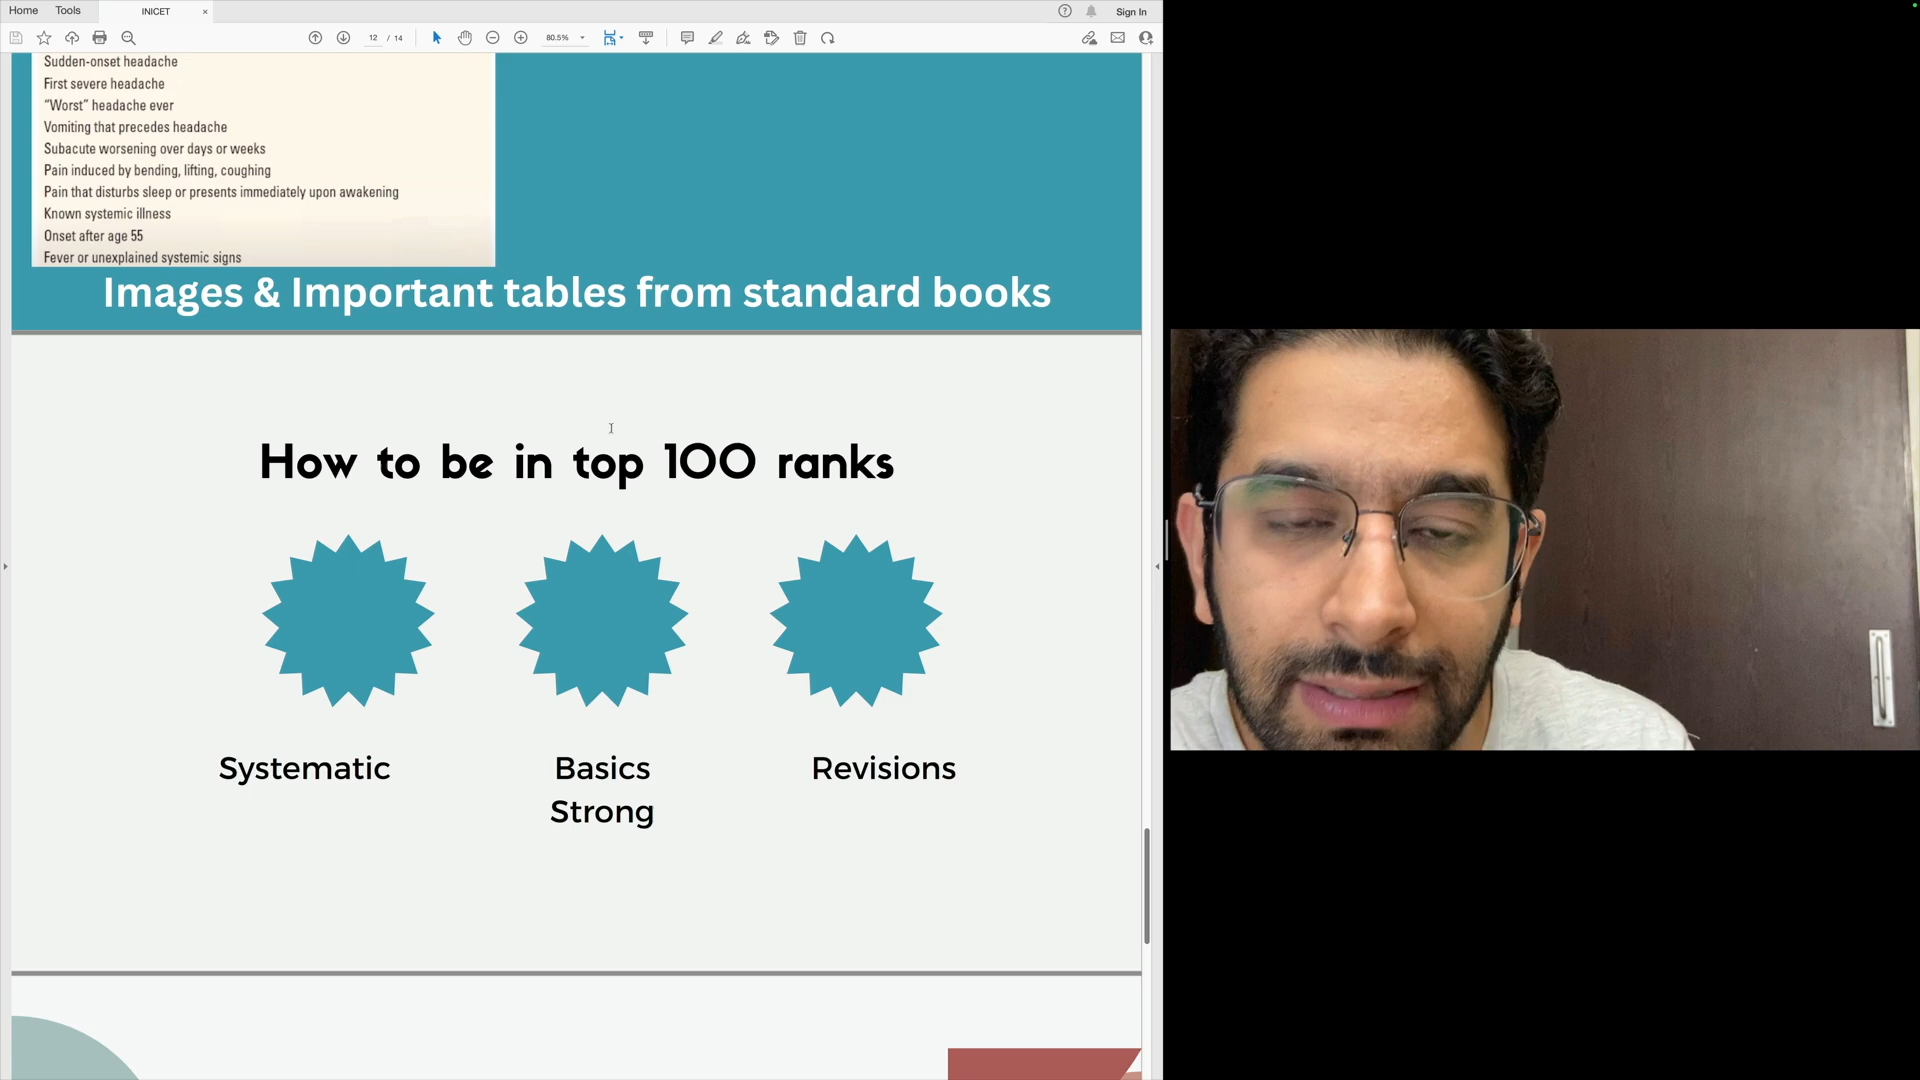 Home Tools INICET × Sign In
12 / 14 80.5%
Sudden-onset headache
First severe headache
“Worst” headache ever
Vomiting that precedes headache
Subacute worsening over days or weeks
Pain induced by bending, lifting, coughing
Pain that disturbs sleep or presents immediately upon awakening
Known systemic illness
Onset after age 55
Fever or unexplained systemic signs
Images & Important tables from standard books
How to be in top 100 ranks
Systematic
Basics
Strong
Revisions